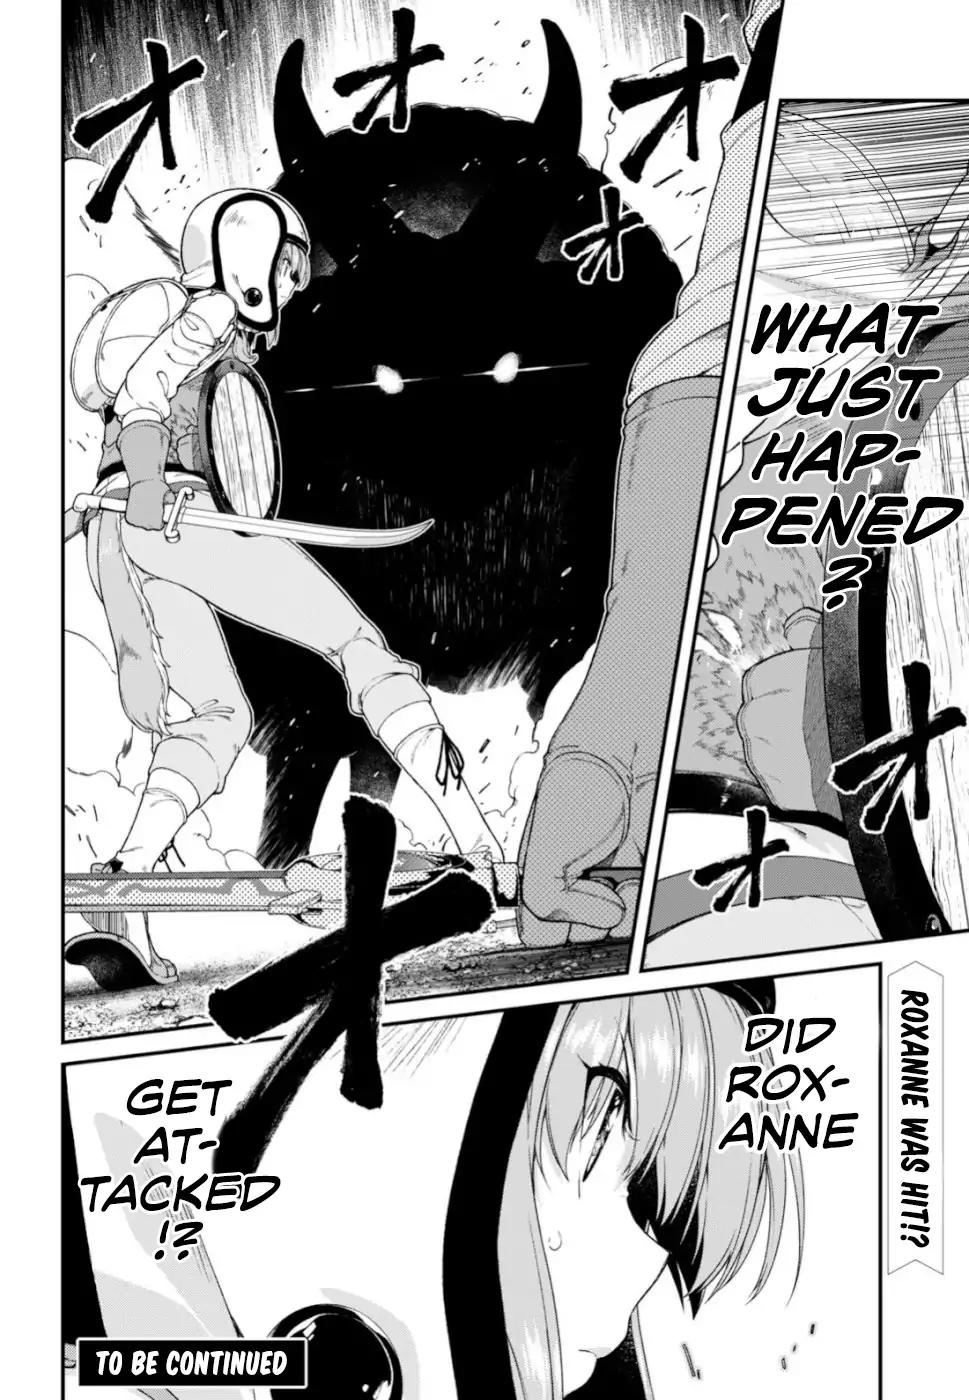 WHAT
JUST
HAP-
PENED
?
オ
オ
オ
オ
オ
オ
オ
DID
ROX-
ANNE
GET
AT-
TACKED
!?
ROXANNE WAS HIT!?
TO BE CONTINUED